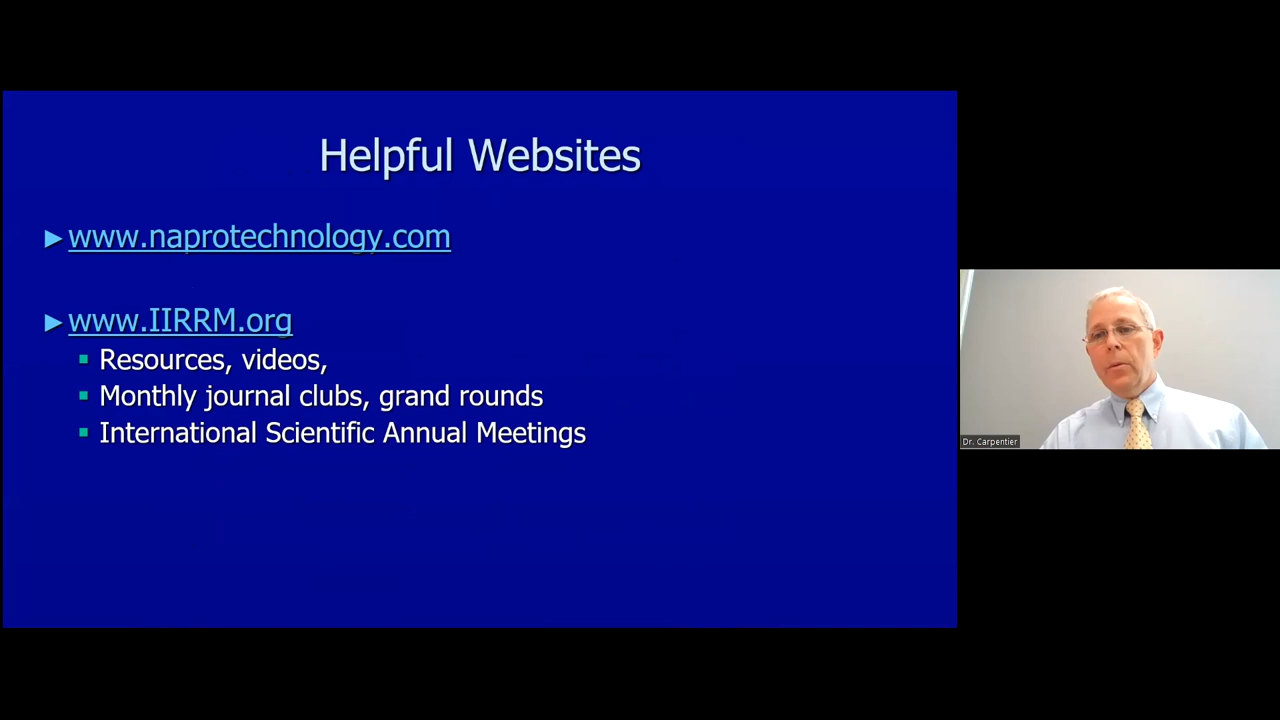 Helpful Websites
www.naprotechnology.com
www.IIRRM.org
Resources, videos,
Monthly journal clubs, grand rounds
International Scientific Annual Meetings
Dr. Carpentier